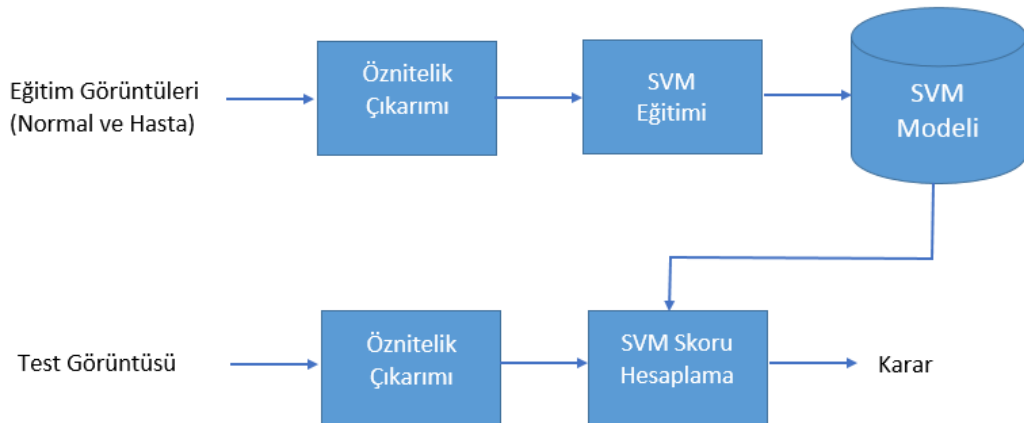 Eğitim Görüntüleri
(Normal ve Hasta)
Öznitelik
Çıkarımı
SVM
Eğitimi
SVM
Modeli
Test Görüntüsü
Öznitelik
Çıkarımı
SVM Skoru
Hesaplama
Karar